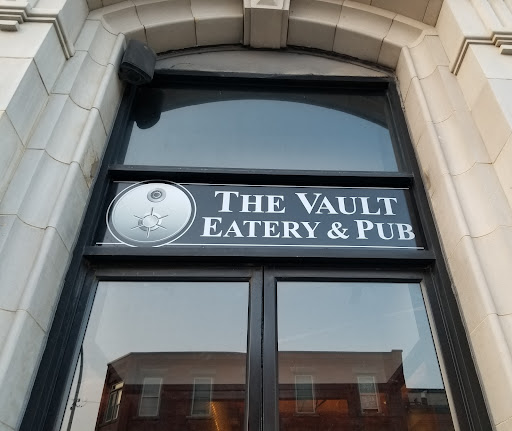 THE VAULT
EATERY & PUB